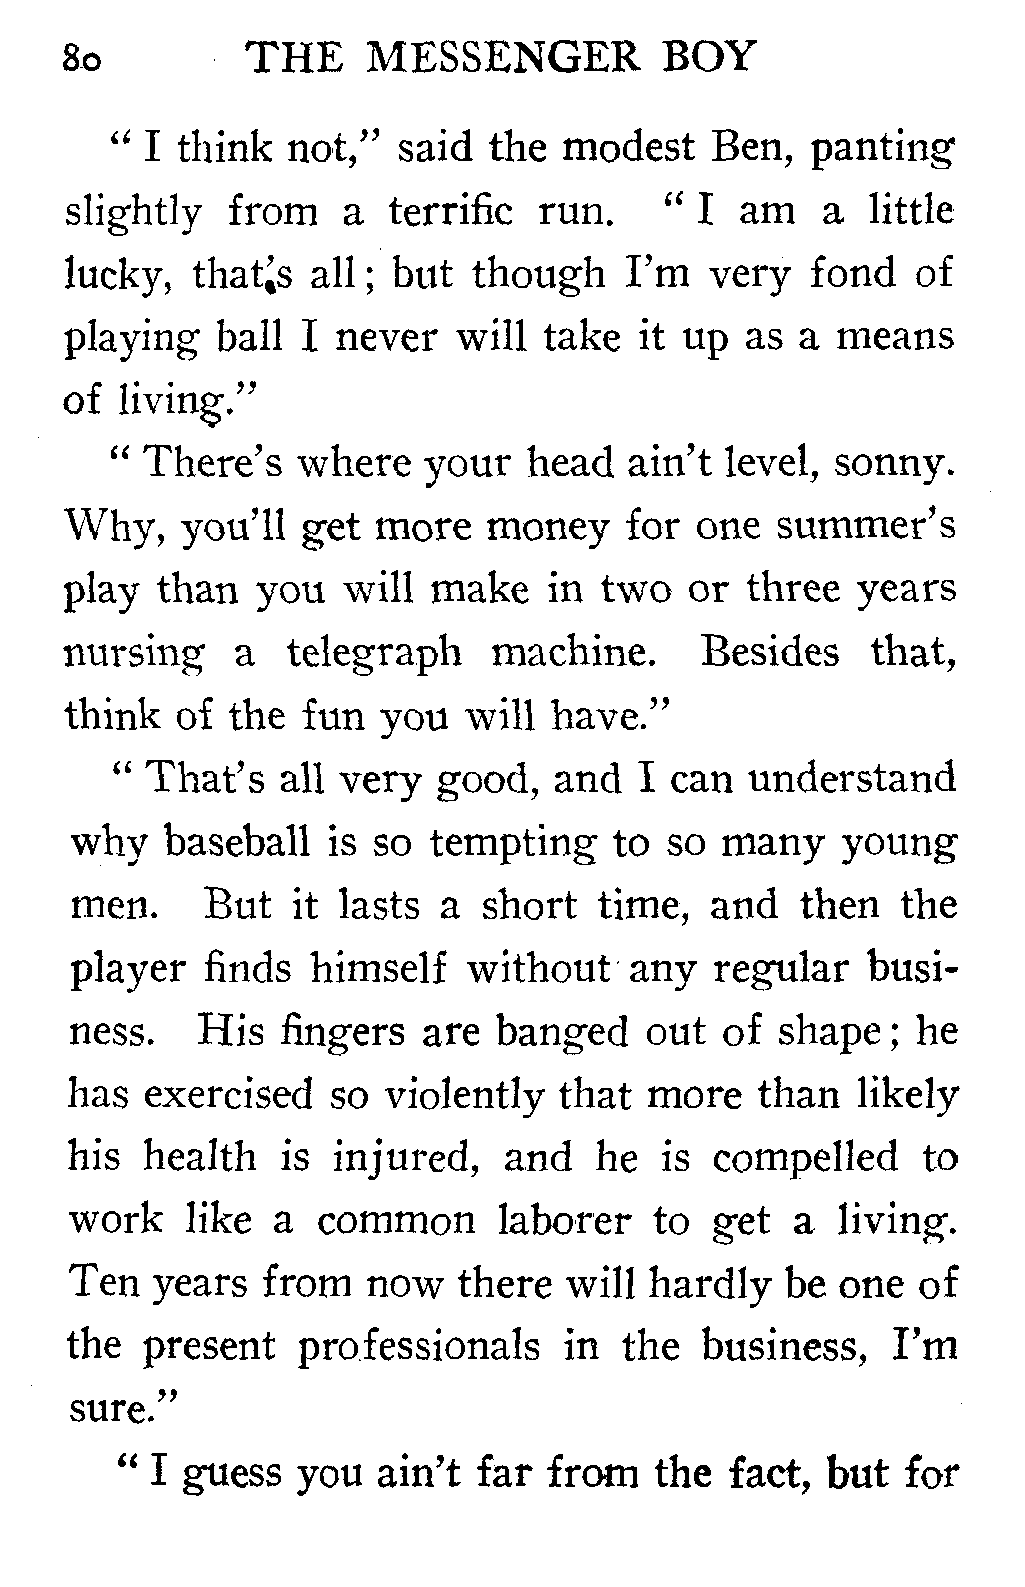 80 THE MESSENGER BOY
“ I think not,” said the modest Ben, panting
slightly from a terrific run. “ I am a little
lucky, that’s all ; but though I’m very fond of
playing ball I never will take it up as a means
of living.”
“ There’s where your head ain’t level, sonny.
Why, you’ll get more money for one summer’s
play than you will make in two or three years
nursing a telegraph machine. Besides that,
think of the fun you will have.”
“ That’s all very good, and I can understand
why baseball is so tempting to so many young
men. But it lasts a short time, and then the
player finds himself without any regular busi-
ness. His fingers are banged out of shape ; he
has exercised so violently that more than likely
his health is injured, and he is compelled to
work like a common laborer to get a living.
Ten years from now there will hardly be one of
the present professionals in the business, I’m
sure.”
“ I guess you ain’t far from the fact, but for